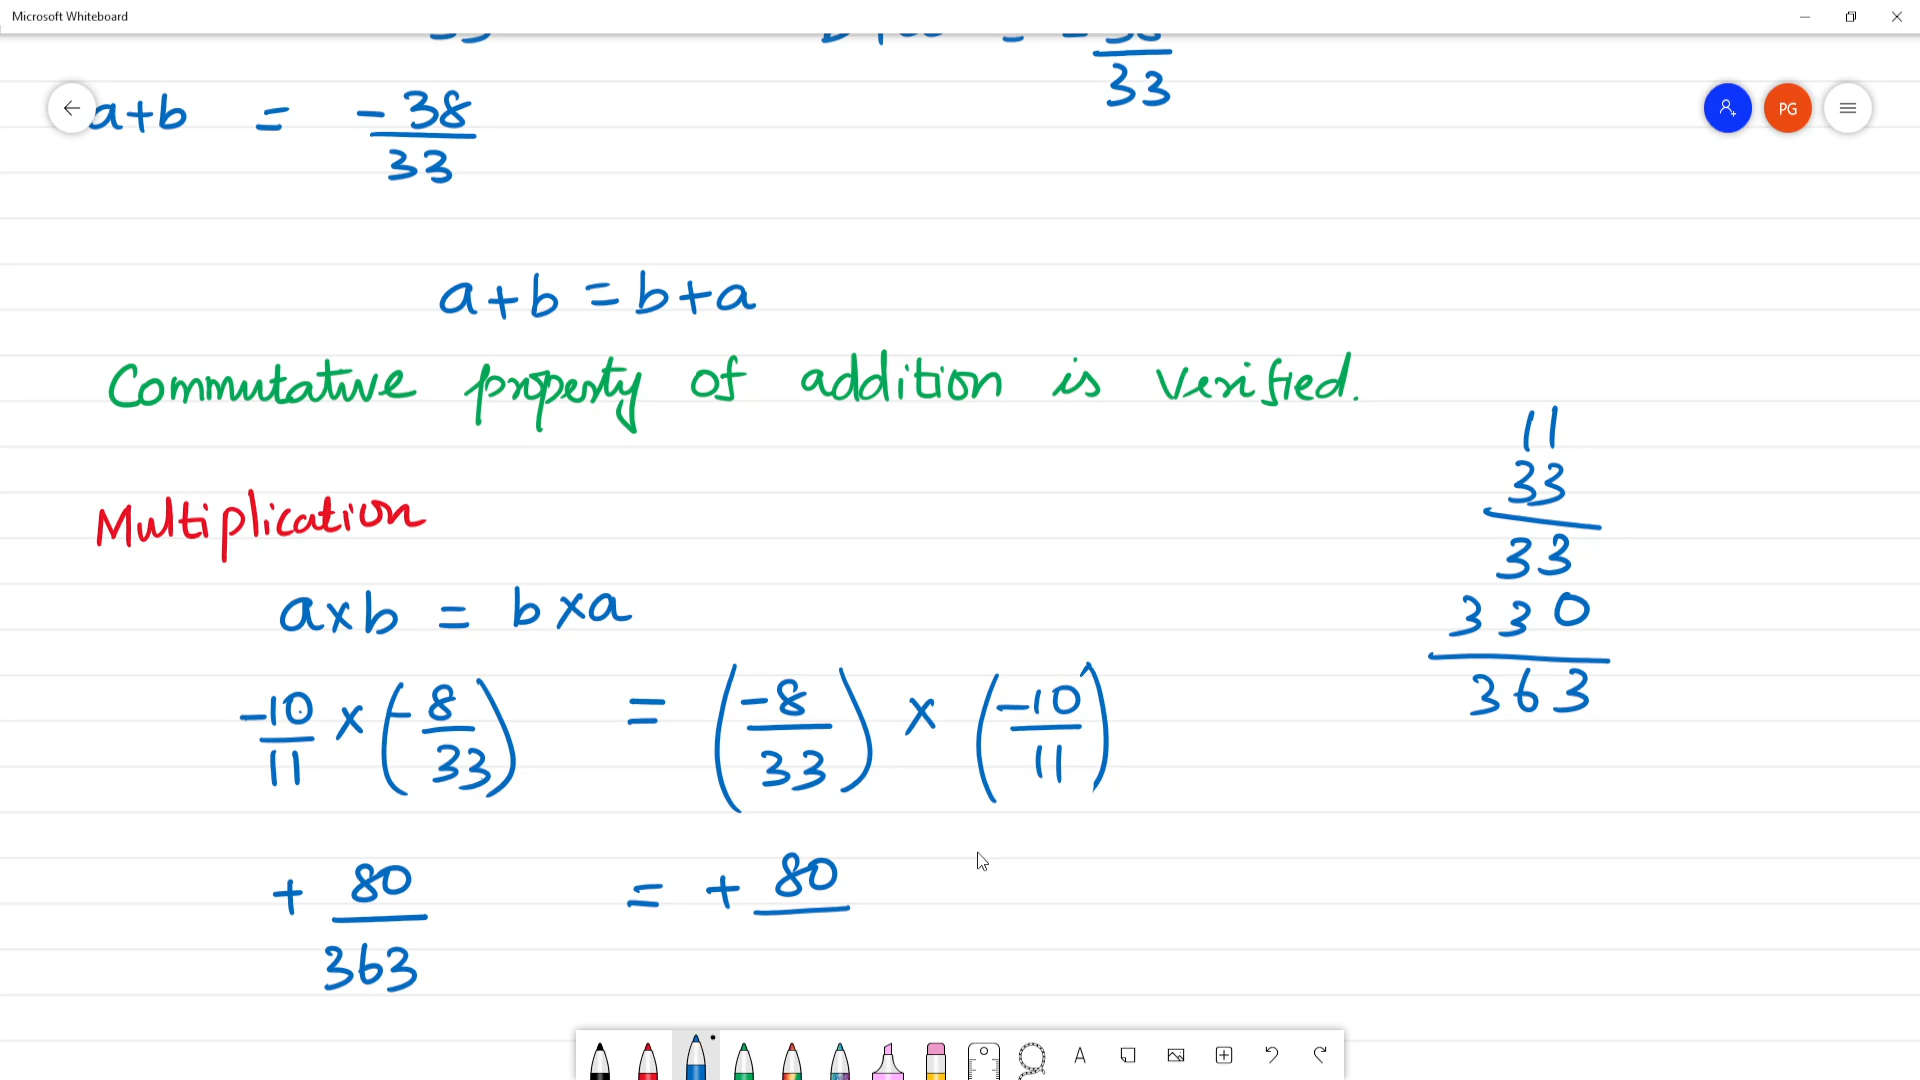 Microsoft Whiteboard
33
a+b = -38/33
PG
a+b = b+a
Commutative property of addition is verified.
Multiplication
a×b = b×a
-10/11 × (-8/33) = (-8/33) × (-10/11)
+ 80/363 = + 80
11
33
33
330
363
A